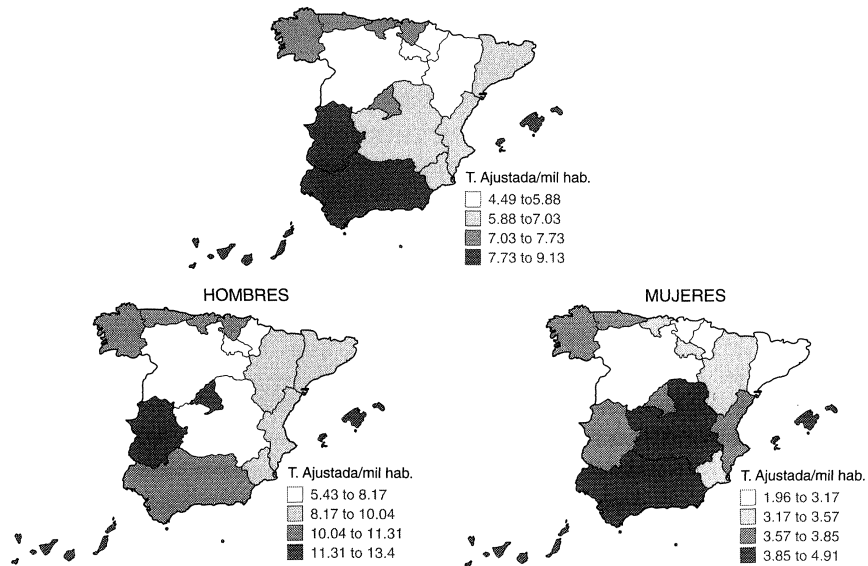 T. Ajustada/mil hab.
4.49 to5.88
5.88 to7.03
7.03 to 7.73
7.73 to 9.13
HOMBRES
T. Ajustada/mil hab.
5.43 to 8.17
8.17 to 10.04
10.04 to 11.31
11.31 to 13.4
MUJERES
T. Ajustada/mil hab.
1.96 to 3.17
3.17 to 3.57
3.57 to 3.85
3.85 to 4.91